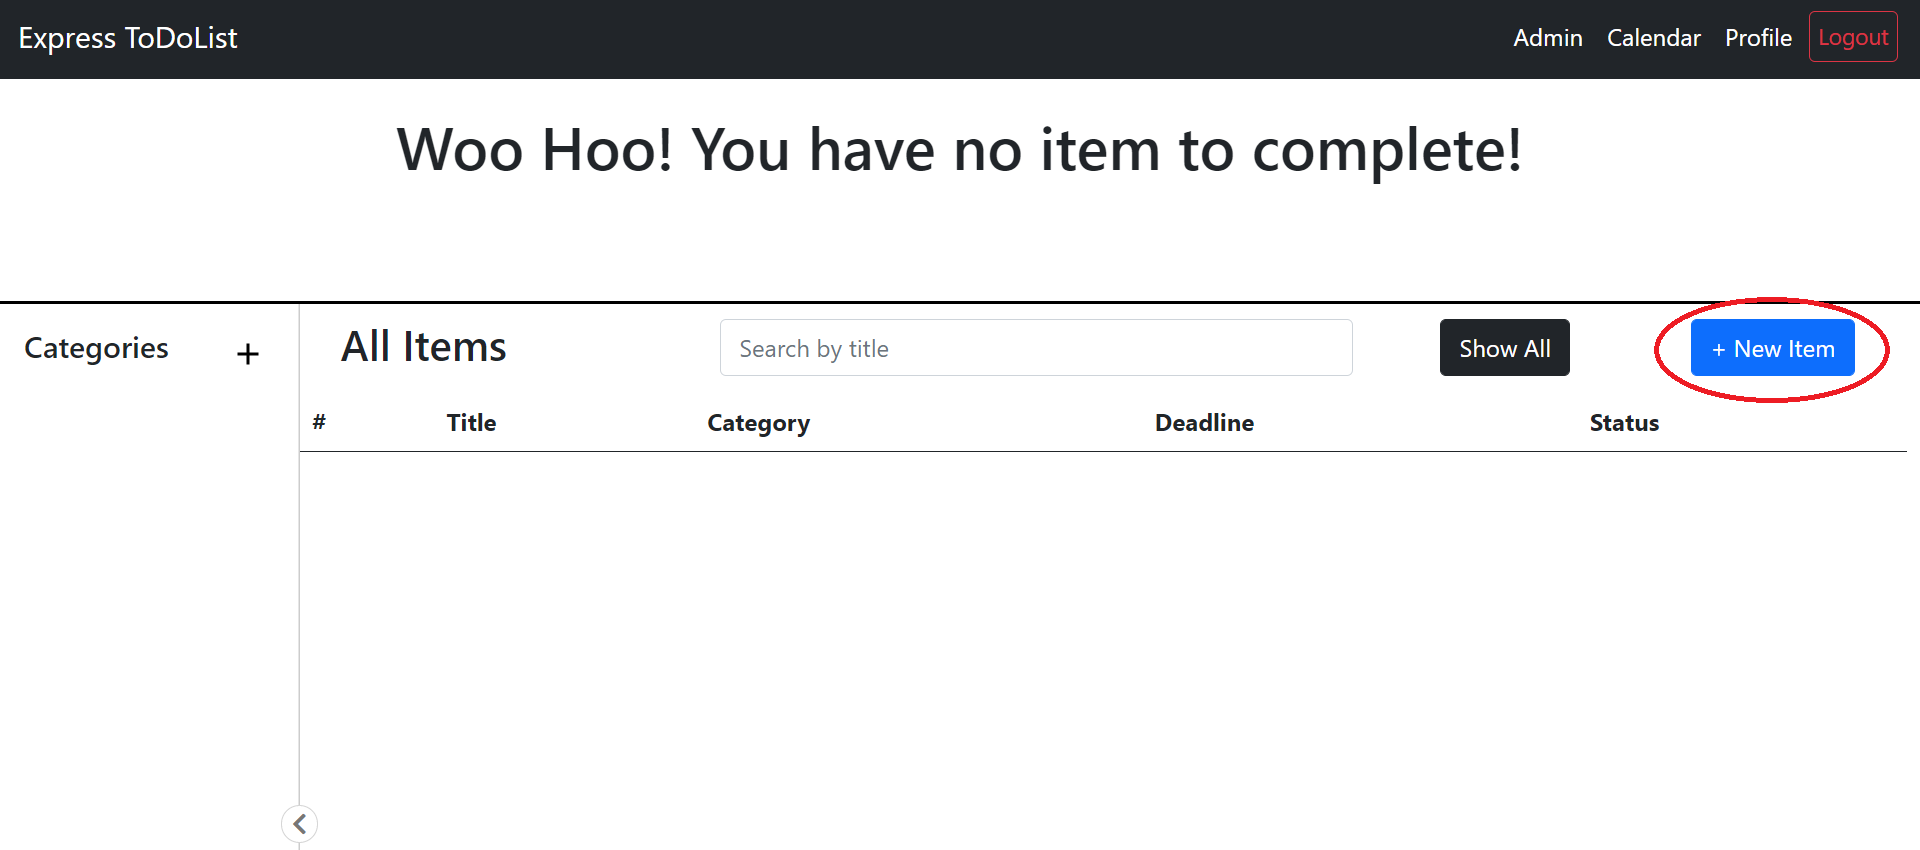 Express ToDoList
Admin Calendar Profile Logout
Woo Hoo! You have no item to complete!
Categories +
All Items
Search by title
Show All
+ New Item
# Title Category Deadline Status